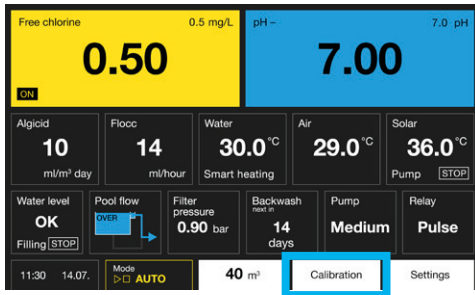 Free chlorine 0.5 mg/L pH – 7.0 pH
0.50 7.00
ON
Algicid Flocc Water Air Solar
10 14 30.0 °C 29.0 °C 36.0 °C
ml/m³ day ml/hour Smart heating Pump STOP
Water level Pool flow Filter pressure Backwash next in Pump Relay
OK OVER 0.90 bar 14 days Medium Pulse
Filling STOP
11:30 14.07. Mode AUTO 40 m³ Calibration Settings